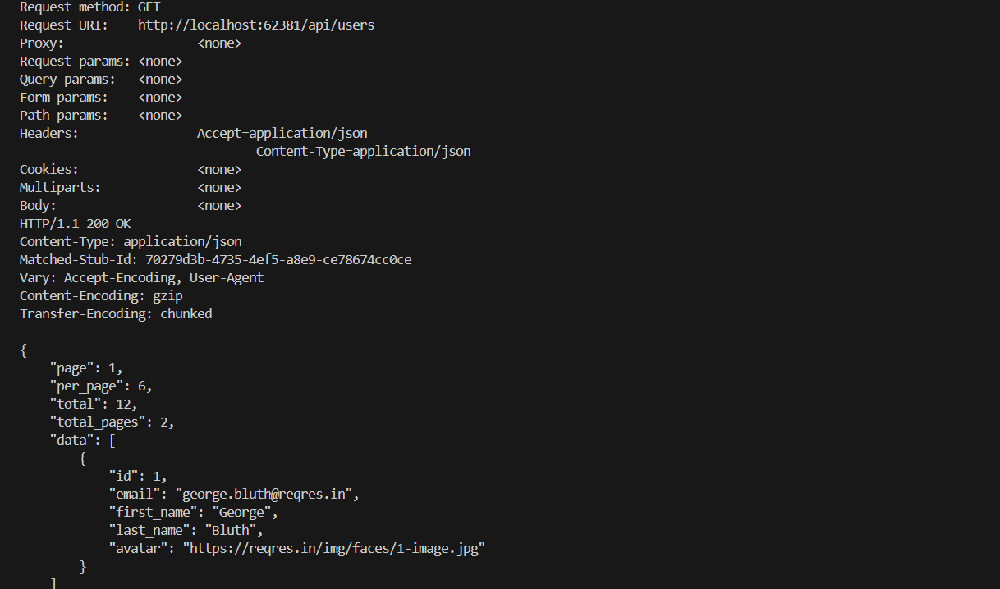 Request method: GET
Request URI: http://localhost:62381/api/users
Proxy: <none>
Request params: <none>
Query params: <none>
Form params: <none>
Path params: <none>
Headers: Accept=application/json
Content-Type=application/json
Cookies: <none>
Multiparts: <none>
Body: <none>
HTTP/1.1 200 OK
Content-Type: application/json
Matched-Stub-Id: 70279d3b-4735-4ef5-a8e9-ce78674cc0ce
Vary: Accept-Encoding, User-Agent
Content-Encoding: gzip
Transfer-Encoding: chunked
{
"page": 1,
"per_page": 6,
"total": 12,
"total_pages": 2,
"data": [
{
"id": 1,
"email": "george.bluth@reqres.in",
"first_name": "George",
"last_name": "Bluth",
"avatar": "https://reqres.in/img/faces/1-image.jpg"
}
]